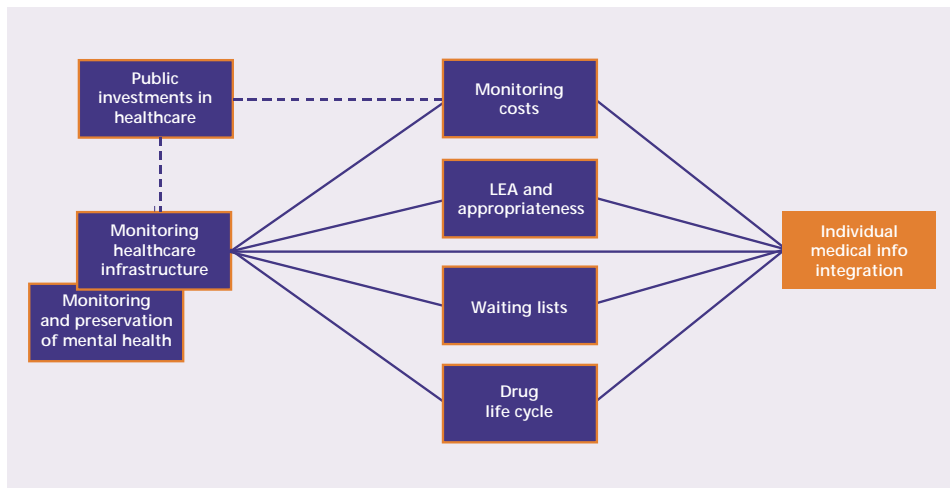 Public
investments in
healthcare
Monitoring
costs
LEA and
appropriateness
Monitoring
healthcare
infrastructure
Individual
medical info
integration
Monitoring
and preservation
of mental health
Waiting lists
Drug
life cycle